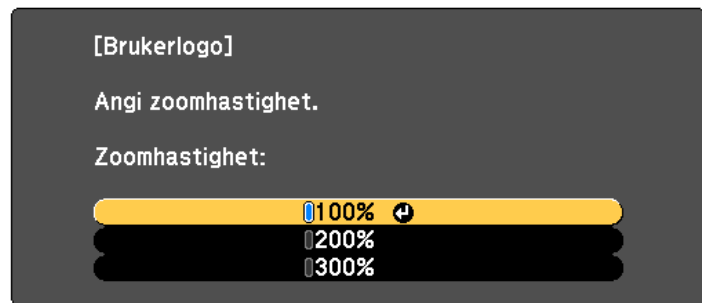 [Brukerlogo]
Angi zoomhastighet.
Zoomhastighet:
100%
200%
300%